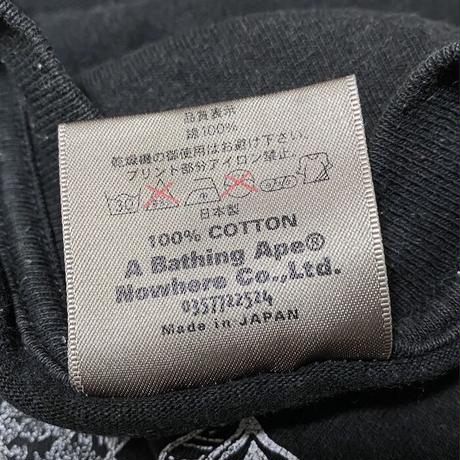 品質表示
綿100%
乾燥機の御使用はお避け下さい。
プリント部分アイロン禁止。
30
日本製
100% COTTON
A Bathing Ape®
Nowhere Co.,Ltd.
0357722524
Made in JAPAN